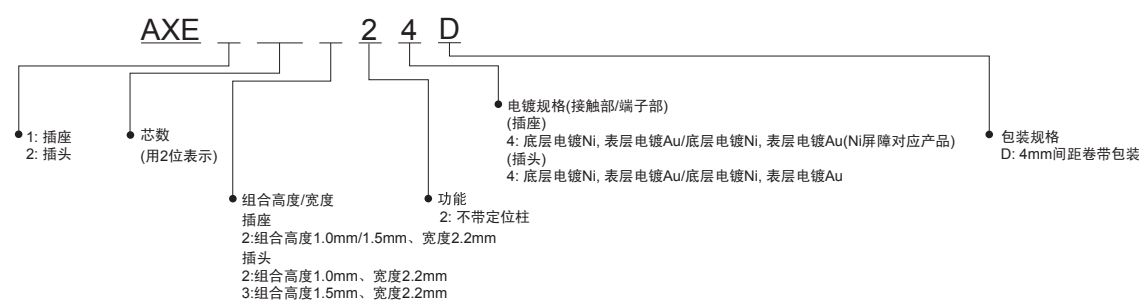 AXE 2 4 D
1: 插座
2: 插头
芯数
(用2位表示)
组合高度/宽度
插座
2:组合高度1.0mm/1.5mm、宽度2.2mm
插头
2:组合高度1.0mm、宽度2.2mm
3:组合高度1.5mm、宽度2.2mm
功能
2: 不带定位柱
电镀规格(接触部/端子部)
(插座)
4: 底层电镀Ni, 表层电镀Au/底层电镀Ni, 表层电镀Au(Ni屏障对应产品)
(插头)
4: 底层电镀Ni, 表层电镀Au/底层电镀Ni, 表层电镀Au
包装规格
D: 4mm间距卷带包装